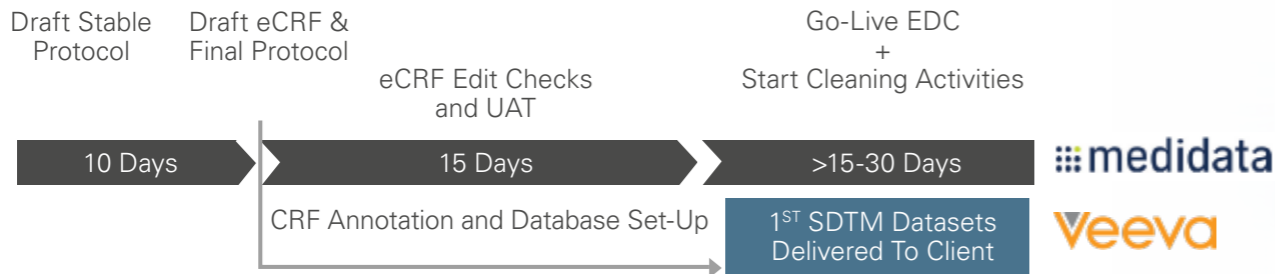 Draft Stable
Protocol
Draft eCRF &
Final Protocol
eCRF Edit Checks
and UAT
Go-Live EDC
+
Start Cleaning Activities
10 Days
15 Days
>15-30 Days
medidata
CRF Annotation and Database Set-Up
1ST SDTM Datasets
Delivered To Client
Veeva